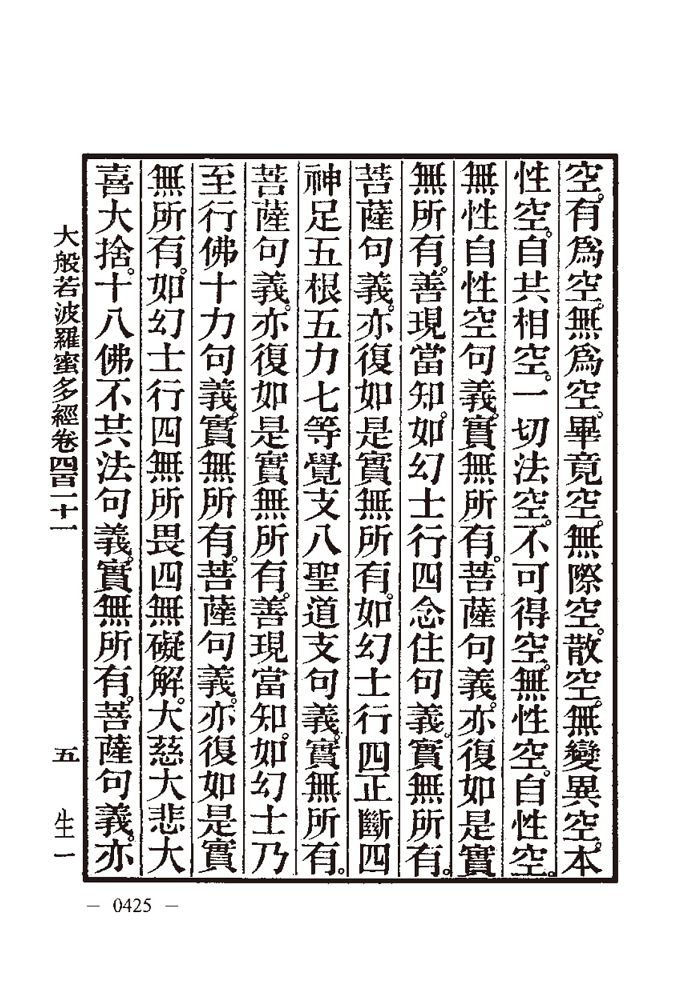 空。有爲空。無爲空。畢竟空。無際空。散空。無變異空。本
性空。自共相空。一切法空。不可得空。無性空。自性空。
無性自性空句義。實無所有。菩薩句義。亦復如是實
無所有。善現當知。如幻士行四念住句義。實無所有。
菩薩句義。亦復如是實無所有。如幻士行四正斷四
神足五根五力七等覺支八聖道支句義。實無所有。
菩薩句義。亦復如是實無所有。善現當知。如幻士乃
至行佛十力句義。實無所有。菩薩句義。亦復如是實
無所有。如幻士行四無所畏四無礙解。大慈大悲大
喜大捨。十八佛不共法句義。實無所有。菩薩句義。亦
大般若波羅蜜多經卷四百二十一 五 生一
— 0425 —